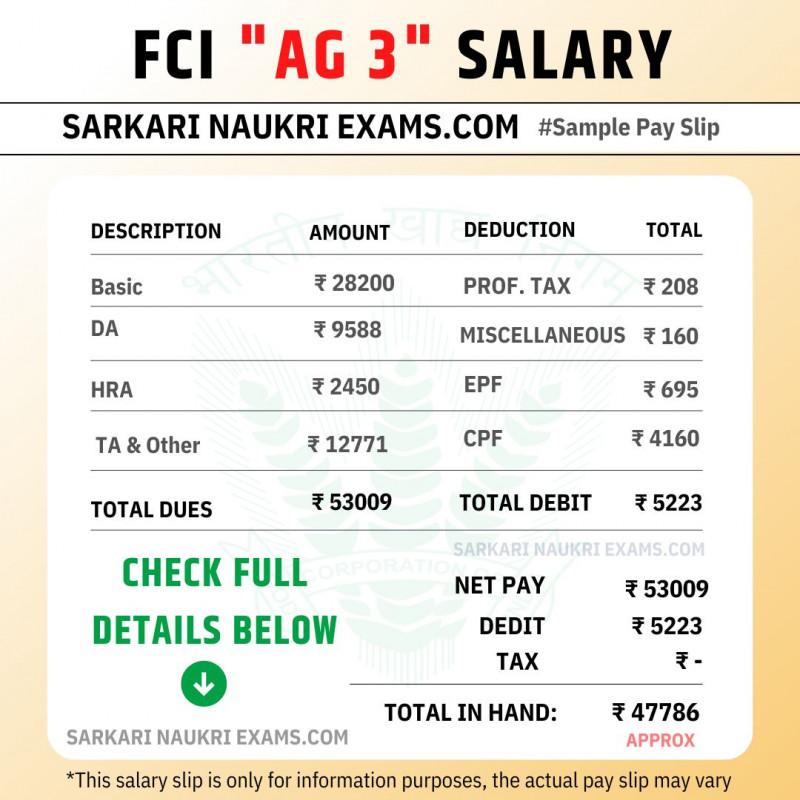 FCI "AG 3" SALARY
SARKARI NAUKRI EXAMS.COM #Sample Pay Slip
भारतीय खाद्य निगम
DESCRIPTION AMOUNT DEDUCTION TOTAL
Basic ₹ 28200 PROF. TAX ₹ 208
DA ₹ 9588 MISCELLANEOUS ₹ 160
HRA ₹ 2450 EPF ₹ 695
TA & Other ₹ 12771 CPF ₹ 4160
TOTAL DUES ₹ 53009 TOTAL DEBIT ₹ 5223
SARKARI NAUKRI EXAMS.COM
CHECK FULL
DETAILS BELOW
NET PAY ₹ 53009
DEDIT ₹ 5223
TAX ₹ -
TOTAL IN HAND: ₹ 47786
APPROX
SARKARI NAUKRI EXAMS.COM
*This salary slip is only for information purposes, the actual pay slip may vary